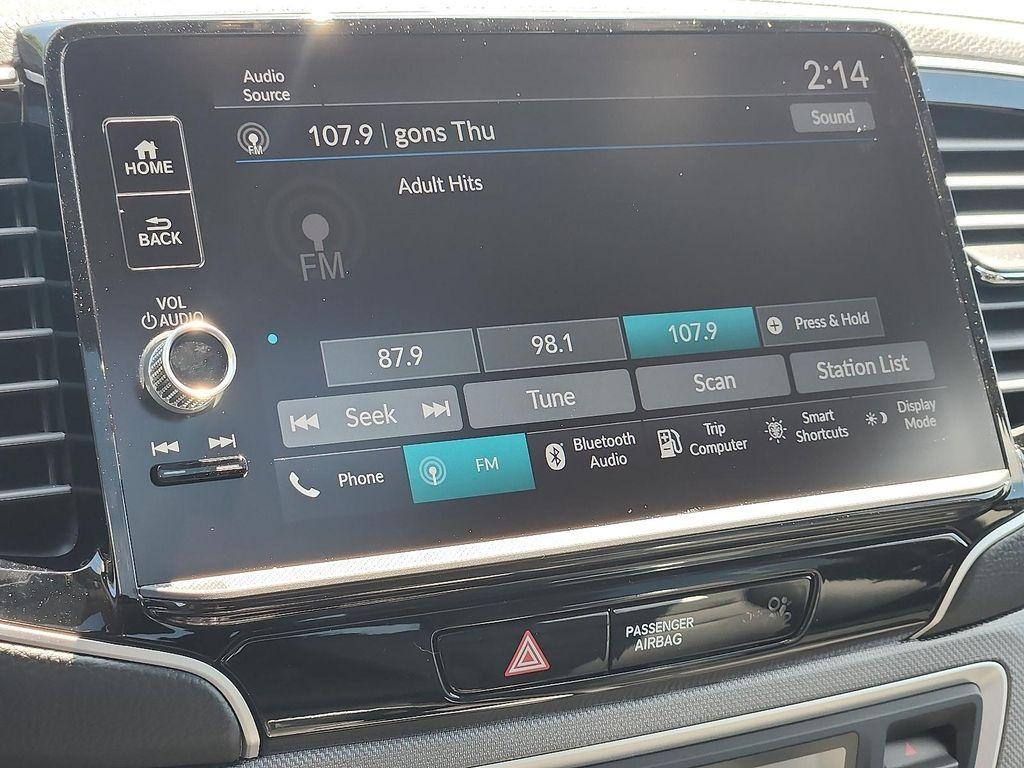 Audio
Source
2:14
FM
107.9 | gons Thu
Sound
HOME
Adult Hits
BACK
FM
VOL
AUDIO
87.9
98.1
107.9
Press & Hold
Seek
Tune
Scan
Station List
Phone
FM
Bluetooth
Audio
Trip
Computer
Smart
Shortcuts
Display
Mode
PASSENGER
AIRBAG